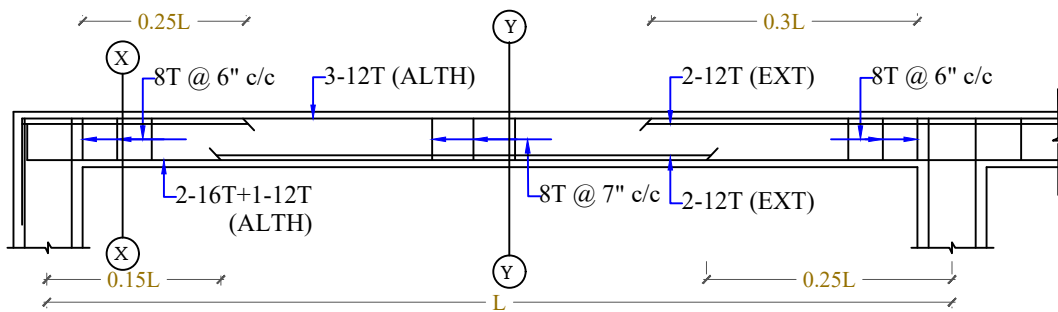 0.25L
0.3L
X
Y
8T @ 6" c/c
3-12T (ALTH)
2-12T (EXT)
8T @ 6" c/c
2-16T+1-12T
(ALTH)
8T @ 7" c/c
2-12T (EXT)
X
Y
0.15L
0.25L
L